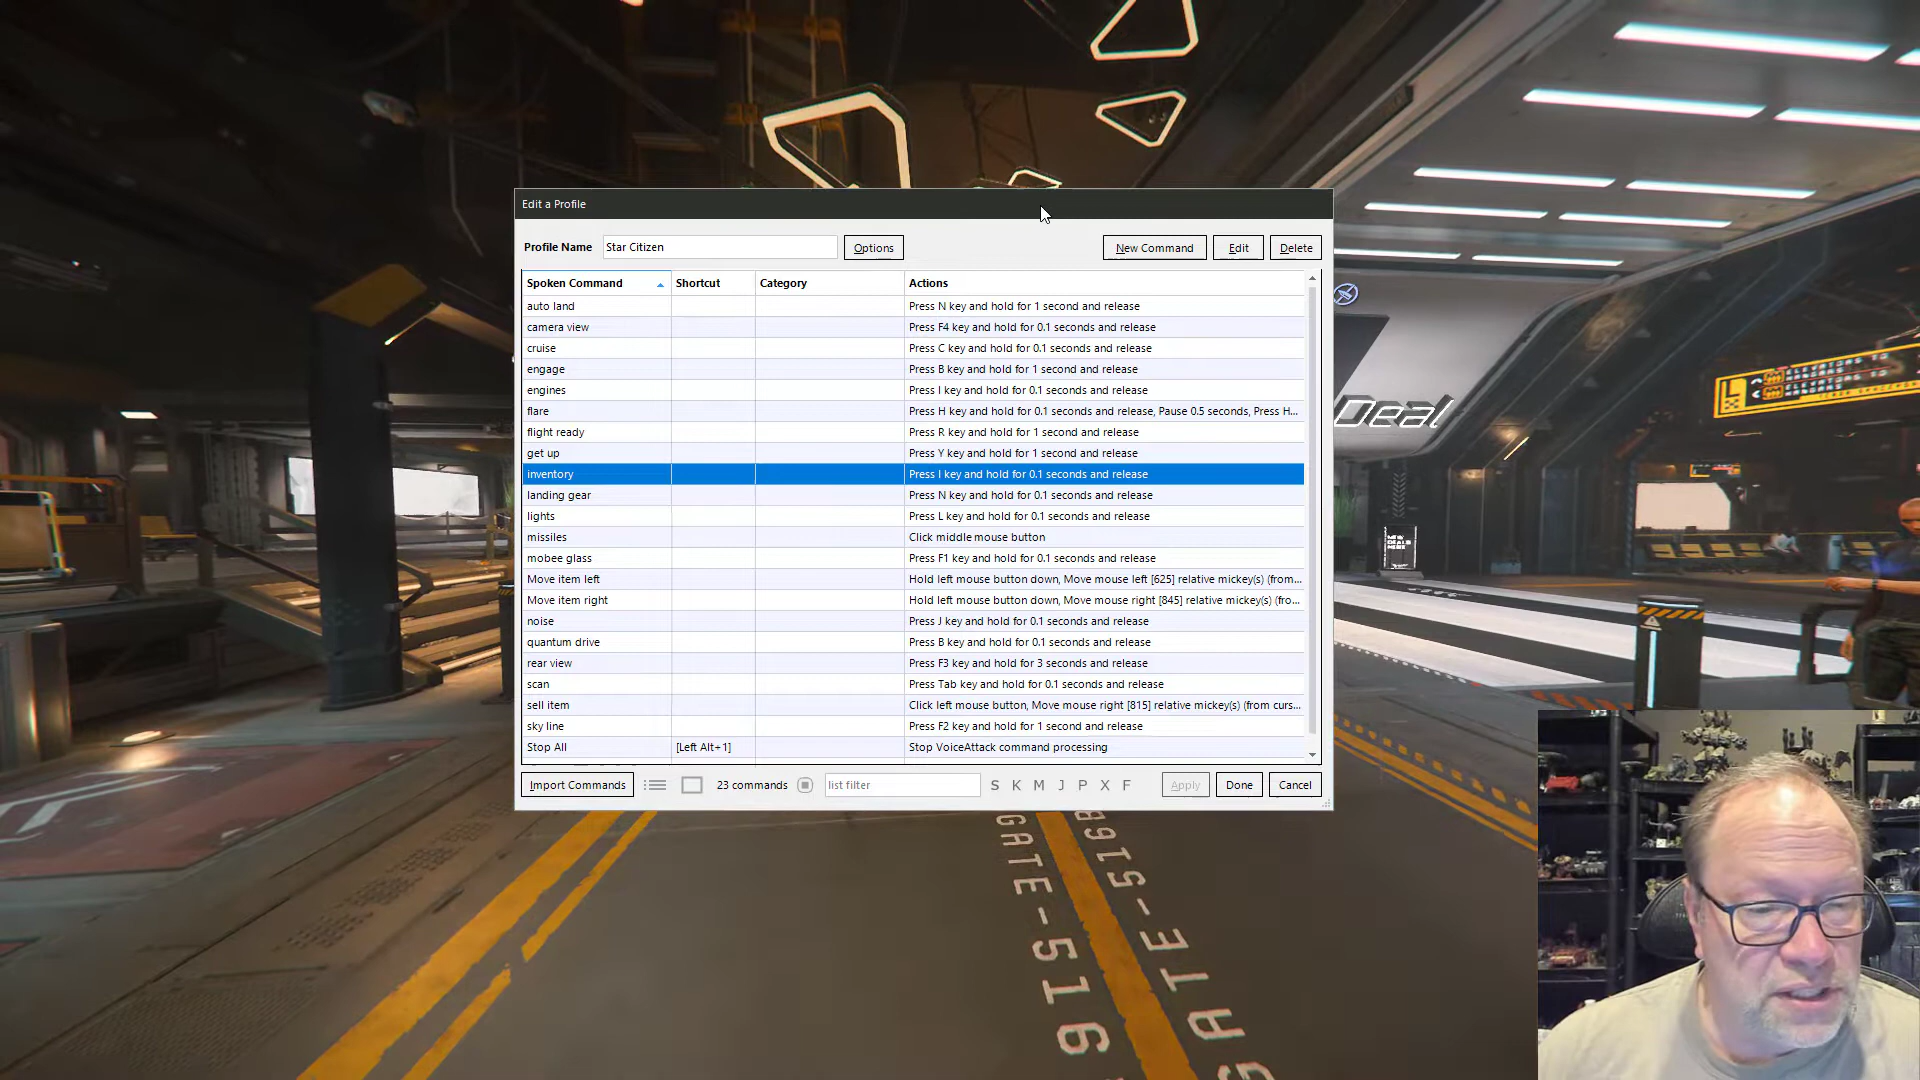 Edit a Profile
Profile Name Star Citizen Options New Command Edit Delete
Spoken Command Shortcut Category Actions
auto land Press N key and hold for 1 second and release
camera view Press F4 key and hold for 0.1 seconds and release
cruise Press C key and hold for 0.1 seconds and release
engage Press B key and hold for 1 second and release
engines Press I key and hold for 0.1 seconds and release
flare Press H key and hold for 0.1 seconds and release, Pause 0.5 seconds, Press H...
flight ready Press R key and hold for 1 second and release
get up Press Y key and hold for 1 second and release
inventory Press I key and hold for 0.1 seconds and release
landing gear Press N key and hold for 0.1 seconds and release
lights Press L key and hold for 0.1 seconds and release
missiles Click middle mouse button
mobee glass Press F1 key and hold for 0.1 seconds and release
Move item left Hold left mouse button down, Move mouse left [625] relative mickey(s) (from...
Move item right Hold left mouse button down, Move mouse right [845] relative mickey(s) (fro...
noise Press J key and hold for 0.1 seconds and release
quantum drive Press B key and hold for 0.1 seconds and release
rear view Press F3 key and hold for 3 seconds and release
scan Press Tab key and hold for 0.1 seconds and release
sell item Click left mouse button, Move mouse right [815] relative mickey(s) (from curs...
sky line Press F2 key and hold for 1 second and release
Stop All [Left Alt+1] Stop VoiceAttack command processing
Import Commands 23 commands list filter S K M J P X F Apply Done Cancel
Deal
L
GATE-516
GATE-516